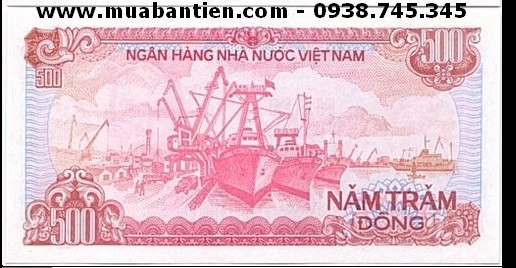 www.muabantien.com - 0938.745.345
500
NGÂN HÀNG NHÀ NƯỚC VIỆT NAM
500
500
NĂM TRĂM
ĐỒNG